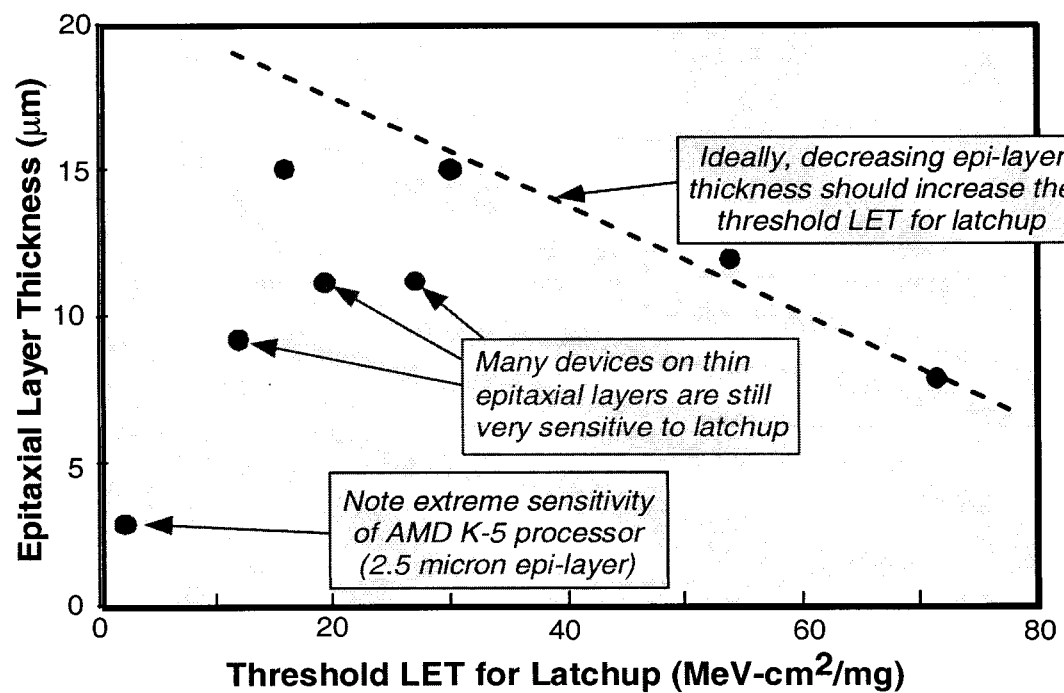 20
15
10
5
0
Epitaxial Layer Thickness (μm)
Ideally, decreasing epi-layer
thickness should increase the
threshold LET for latchup
Many devices on thin
epitaxial layers are still
very sensitive to latchup
Note extreme sensitivity
of AMD K-5 processor
(2.5 micron epi-layer)
0 20 40 60 80
Threshold LET for Latchup (MeV-cm²/mg)